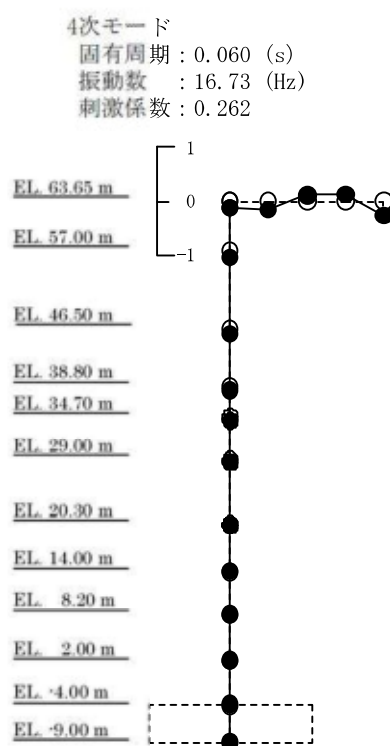 4次モード
固有周期：0.060 (s)
振動数 ：16.73 (Hz)
刺激係数：0.262
1
EL. 63.65 m
0
EL. 57.00 m
-1
EL. 46.50 m
EL. 38.80 m
EL. 34.70 m
EL. 29.00 m
EL. 20.30 m
EL. 14.00 m
EL. 8.20 m
EL. 2.00 m
EL. -4.00 m
EL. -9.00 m